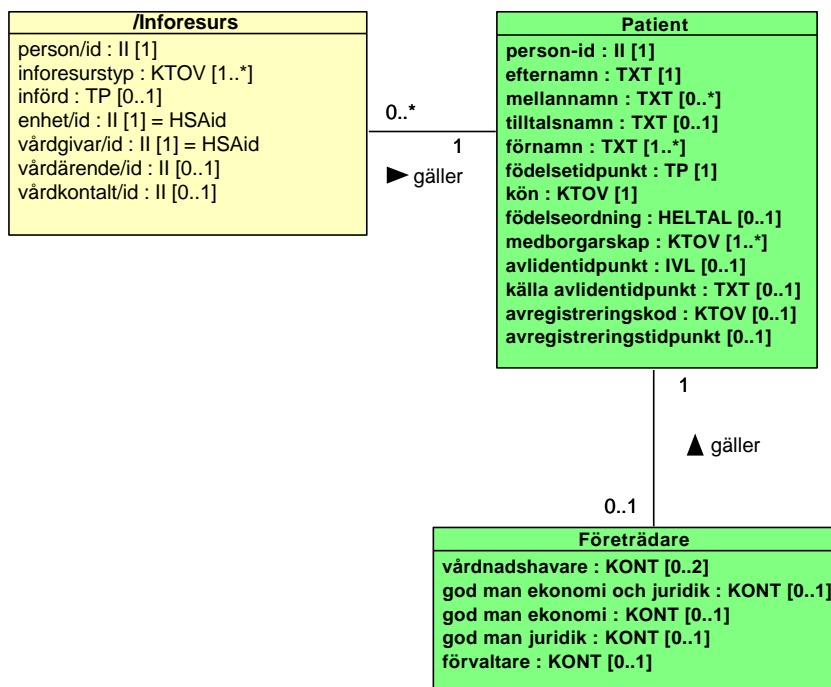 /Inforesurs
person/id : II [1]
inforesurstyp : KTOV [1..*]
införd : TP [0..1]
enhet/id : II [1] = HSAid
vårdgivar/id : II [1] = HSAid
vårdärende/id : II [0..1]
vårdkontalt/id : II [0..1]
0..*
1
gäller
Patient
person-id : II [1]
efternamn : TXT [1]
mellannamn : TXT [0..*]
tilltalsnamn : TXT [0..1]
förnamn : TXT [1..*]
födelsetidpunkt : TP [1]
kön : KTOV [1]
födelseordning : HELTAL [0..1]
medborgarskap : KTOV [1..*]
avlidentidpunkt : IVL [0..1]
källa avlidentidpunkt : TXT [0..1]
avregistreringskod : KTOV [0..1]
avregistreringstidpunkt [0..1]
1
gäller
0..1
Företrädare
vårdnadshavare : KONT [0..2]
god man ekonomi och juridik : KONT [0..1]
god man ekonomi : KONT [0..1]
god man juridik : KONT [0..1]
förvaltare : KONT [0..1]